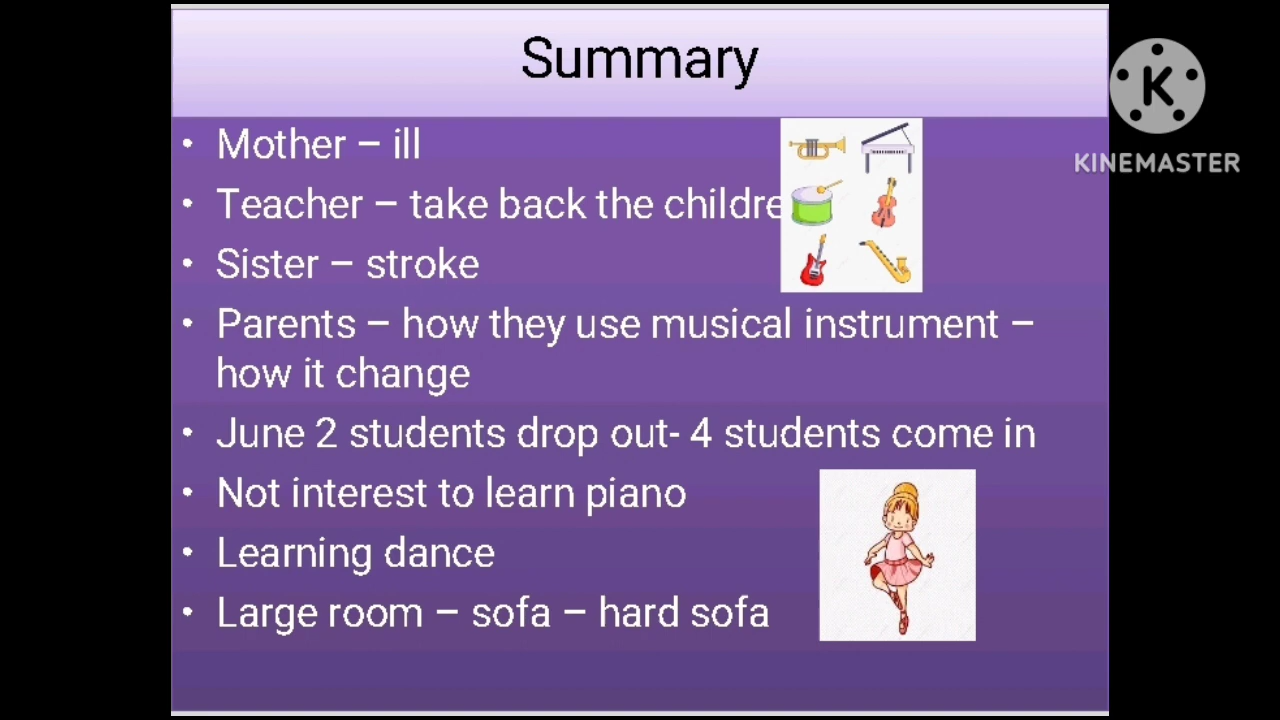 Summary
• Mother – ill
• Teacher – take back the childre
• Sister – stroke
• Parents – how they use musical instrument –
how it change
• June 2 students drop out- 4 students come in
• Not interest to learn piano
• Learning dance
• Large room – sofa – hard sofa
K
KINEMASTER